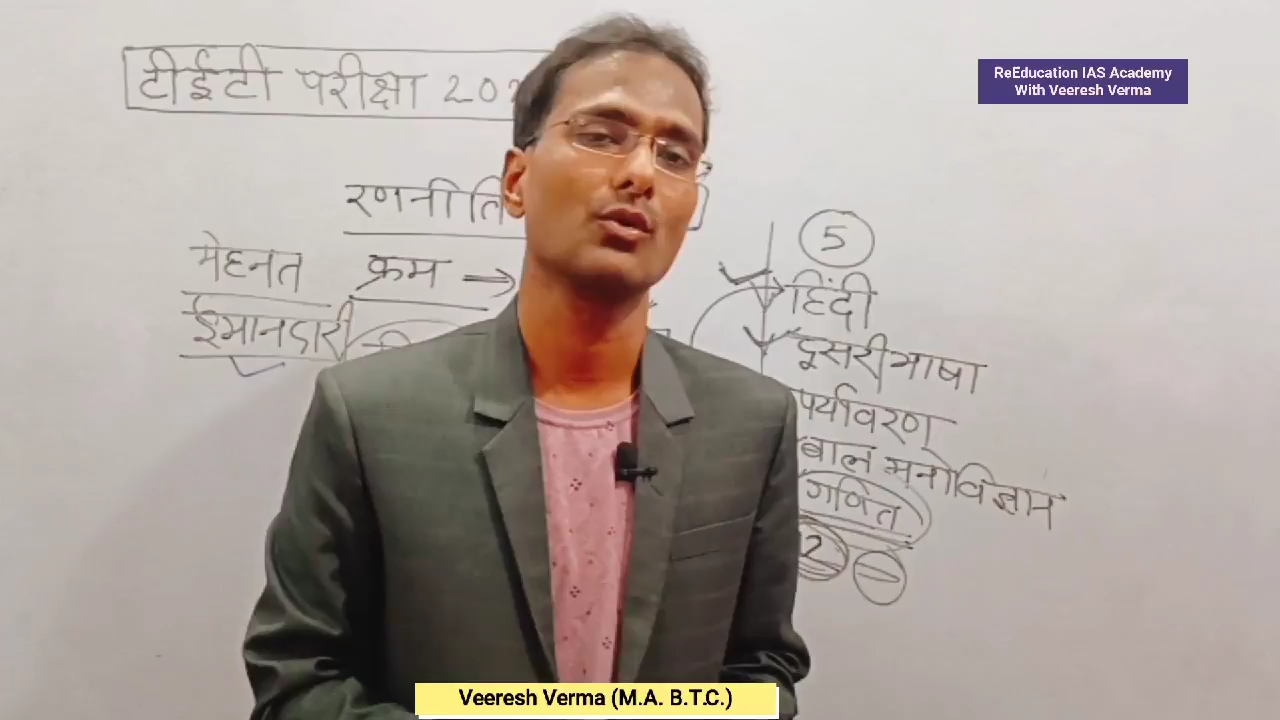 टीईटी परीक्षा 202
ReEducation IAS Academy
With Veeresh Verma
रणनीति
मेहनत क्रम ⇒
ईमानदारी
5
हिंदी
दूसरी भाषा
पर्यावरण
बाल मनोविज्ञान
गणित
2
Veeresh Verma (M.A. B.T.C.)